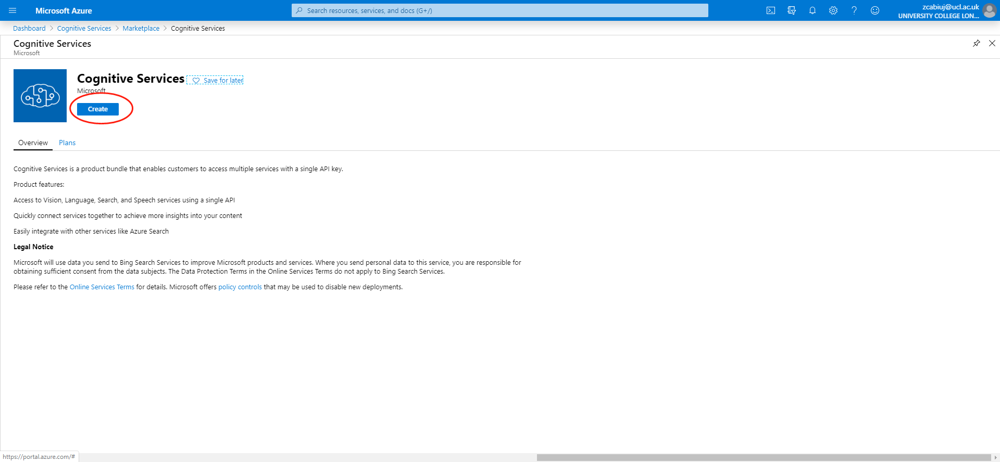 Microsoft Azure
Search resources, services, and docs (G+/)
zcabiuj@ucl.ac.uk
UNIVERSITY COLLEGE LON...
Dashboard > Cognitive Services > Marketplace > Cognitive Services
Cognitive Services
Microsoft
Cognitive Services
Save for later
Microsoft
Create
Overview
Plans
Cognitive Services is a product bundle that enables customers to access multiple services with a single API key.
Product features:
Access to Vision, Language, Search, and Speech services using a single API
Quickly connect services together to achieve more insights into your content
Easily integrate with other services like Azure Search
Legal Notice
Microsoft will use data you send to Bing Search Services to improve Microsoft products and services. Where you send personal data to this service, you are responsible for
obtaining sufficient consent from the data subjects. The Data Protection Terms in the Online Services Terms do not apply to Bing Search Services.
Please refer to the Online Services Terms for details. Microsoft offers policy controls that may be used to disable new deployments.
https://portal.azure.com/#